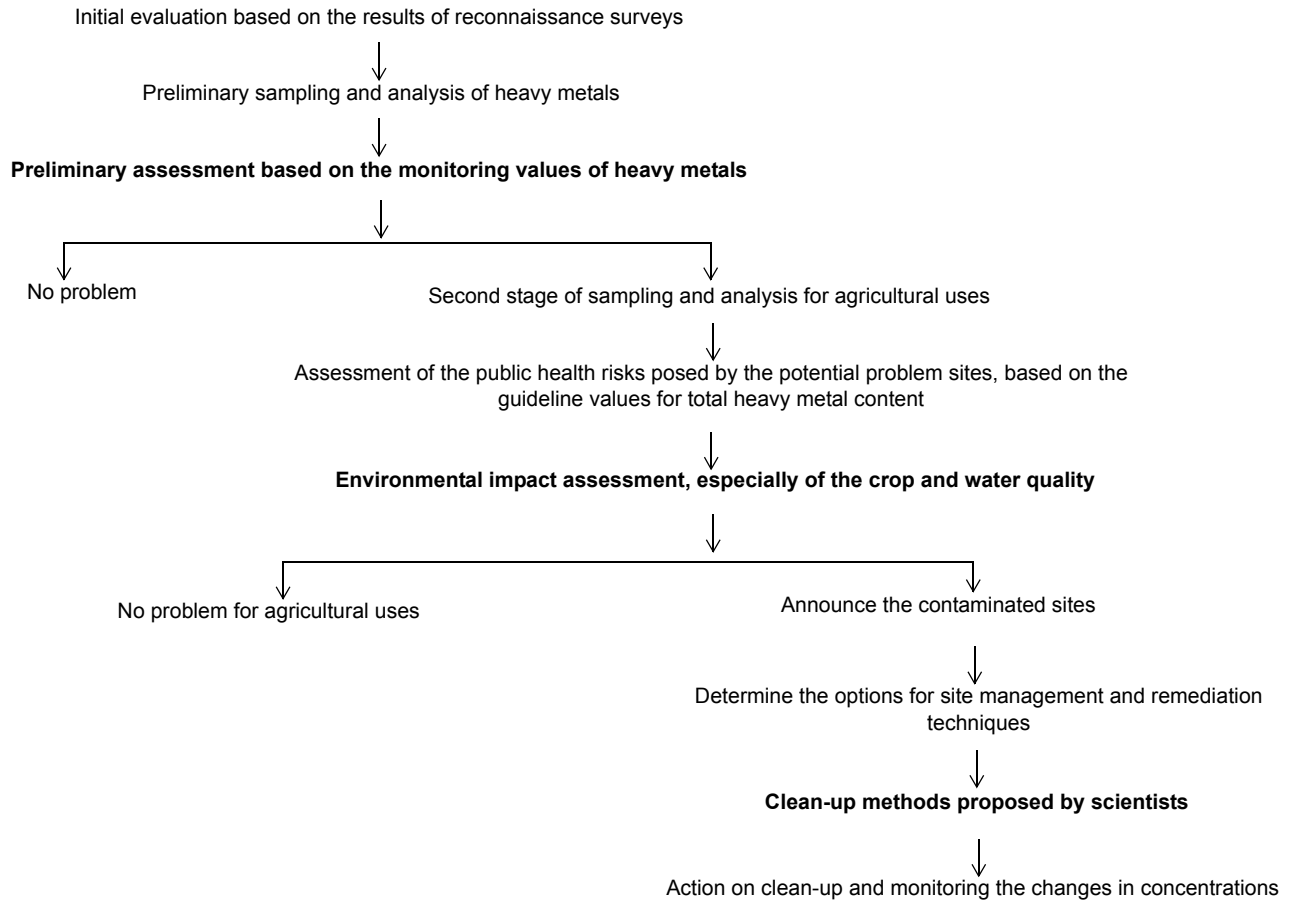 Initial evaluation based on the results of reconnaissance surveys
Preliminary sampling and analysis of heavy metals
Preliminary assessment based on the monitoring values of heavy metals
No problem
Second stage of sampling and analysis for agricultural uses
Assessment of the public health risks posed by the potential problem sites, based on the
guideline values for total heavy metal content
Environmental impact assessment, especially of the crop and water quality
No problem for agricultural uses
Announce the contaminated sites
Determine the options for site management and remediation
techniques
Clean-up methods proposed by scientists
Action on clean-up and monitoring the changes in concentrations